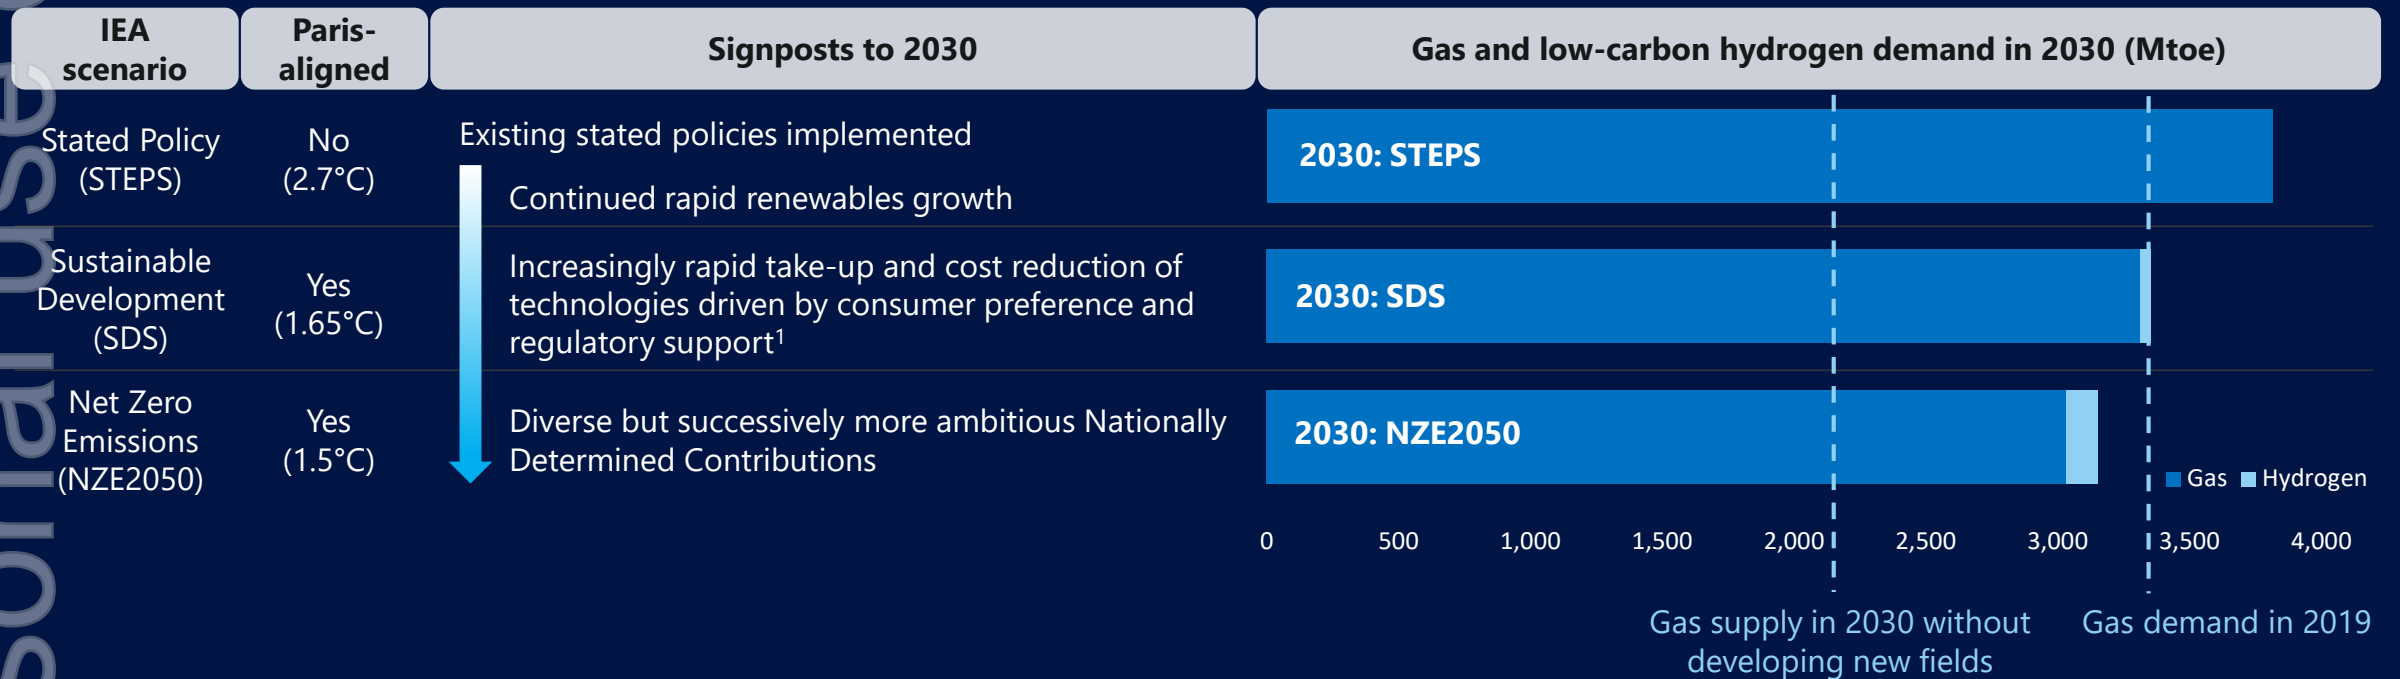 IEA
scenario
Paris-
aligned
Signposts to 2030
Gas and low-carbon hydrogen demand in 2030 (Mtoe)
Stated Policy
(STEPS)
No
(2.7°C)
Existing stated policies implemented
Continued rapid renewables growth
2030: STEPS
Sustainable
Development
(SDS)
Yes
(1.65°C)
Increasingly rapid take-up and cost reduction of
technologies driven by consumer preference and
regulatory support¹
2030: SDS
Net Zero
Emissions
(NZE2050)
Yes
(1.5°C)
Diverse but successively more ambitious Nationally
Determined Contributions
2030: NZE2050
Gas Hydrogen
0 500 1,000 1,500 2,000 2,500 3,000 3,500 4,000
Gas supply in 2030 without
developing new fields
Gas demand in 2019